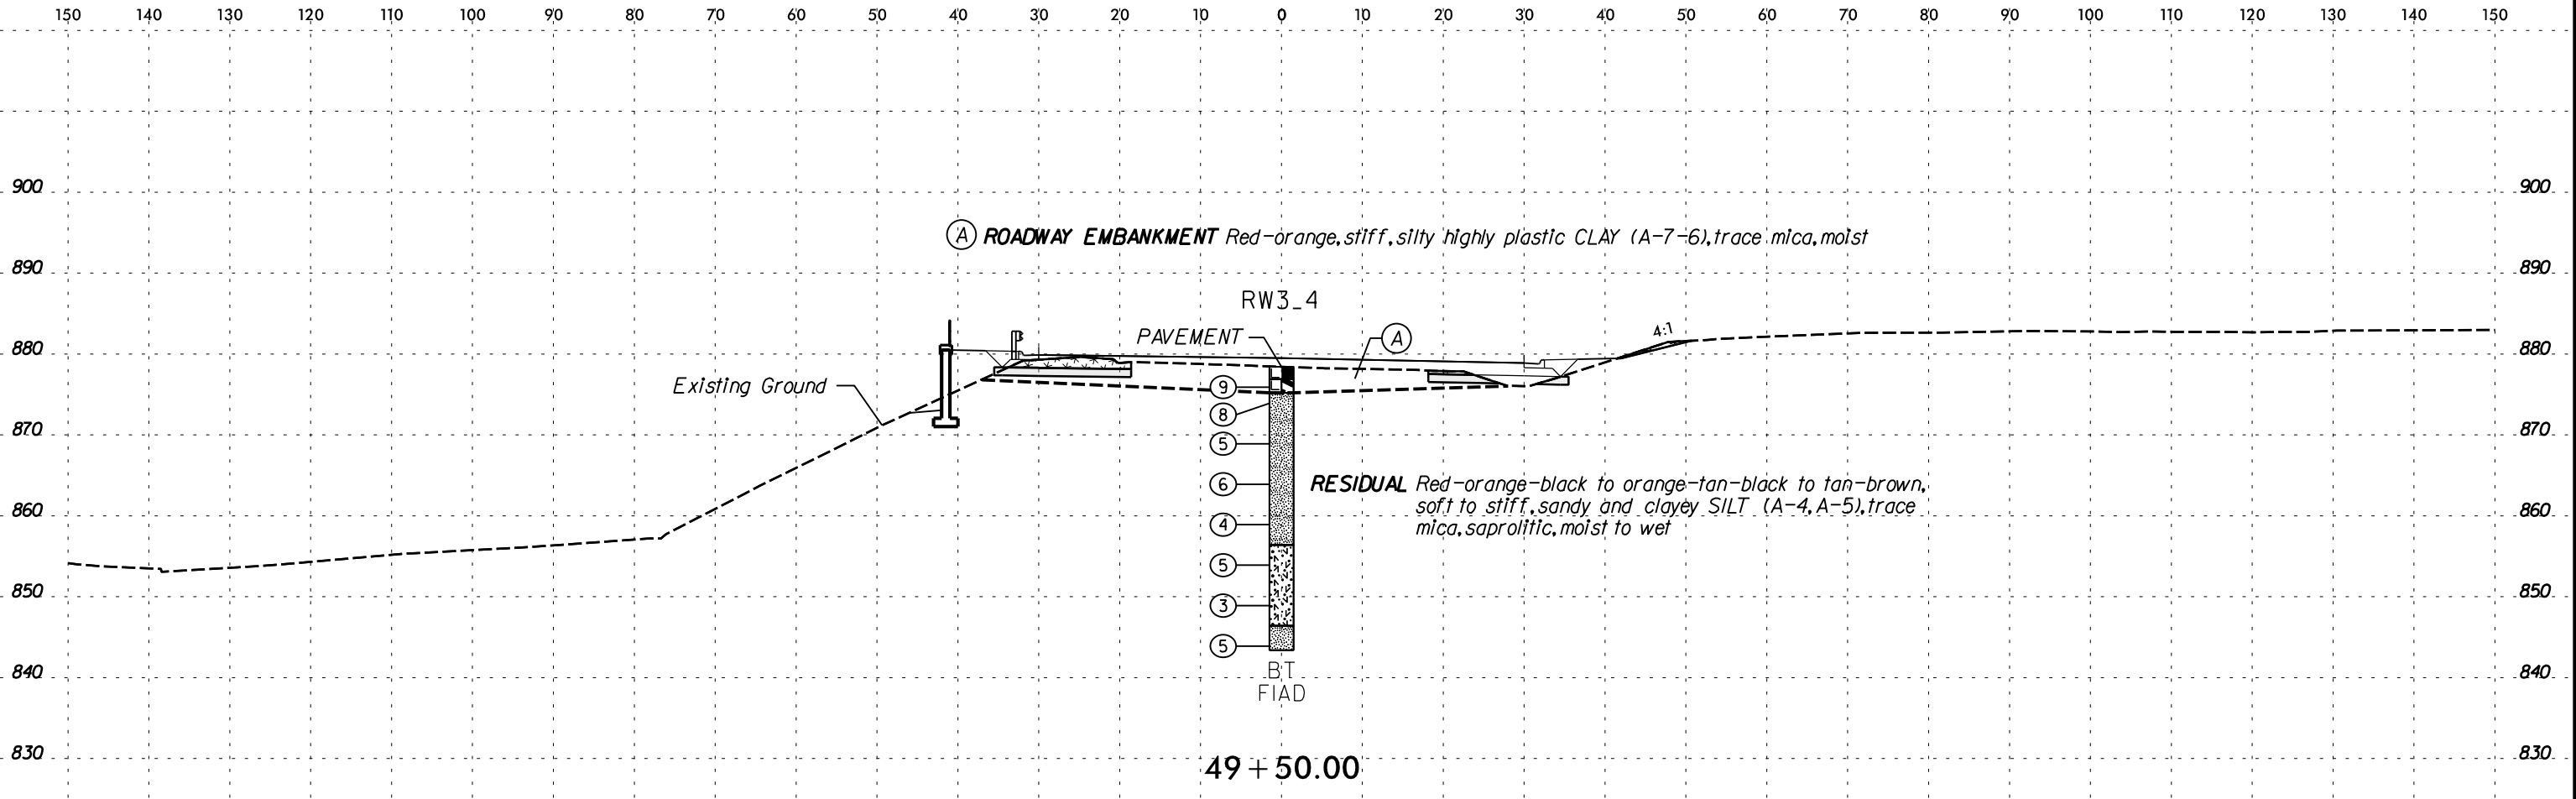 150 140 130 120 110 100 90 80 70 60 50 40 30 20 10 0 10 20 30 40 50 60 70 80 90 100 110 120 130 140 150
900 900
A ROADWAY EMBANKMENT Red-orange, stiff, silty highly plastic CLAY (A-7-6), trace mica, moist
890 890
RW3_4
4:1
PAVEMENT A
880 880
Existing Ground
9
8
870 870
5
6
RESIDUAL Red-orange-black to orange-tan-black to tan-brown,
soft to stiff, sandy and clayey SILT (A-4, A-5), trace
860 860
4
mica, saprolitic, moist to wet
5
850 850
3
5
840 840
BT
FIAD
830 830
49+50.00